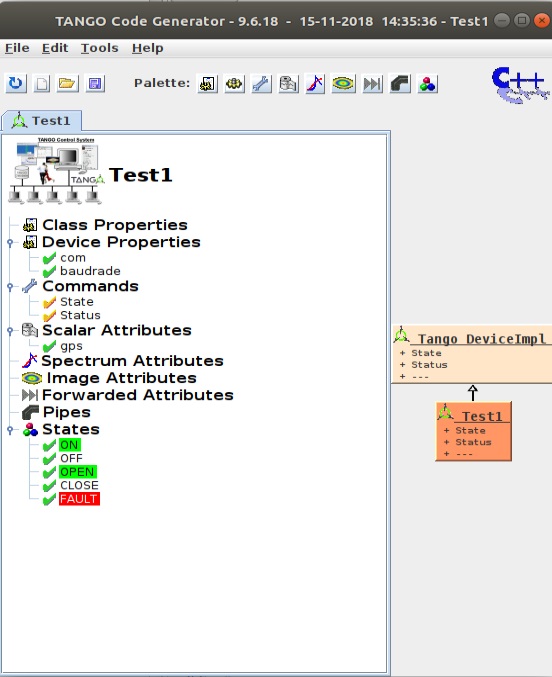 TANGO Code Generator - 9.6.18 - 15-11-2018 14:35:36 - Test1
File Edit Tools Help
Palette:
C++
Test1
TANGO Control System
TANGO
Test1
Class Properties
Device Properties
com
baudrade
Commands
State
Status
Scalar Attributes
gps
Spectrum Attributes
Image Attributes
Forwarded Attributes
Pipes
States
ON
OFF
OPEN
CLOSE
FAULT
Tango DeviceImpl
+ State
+ Status
+ ---
Test1
+ State
+ Status
+ ---